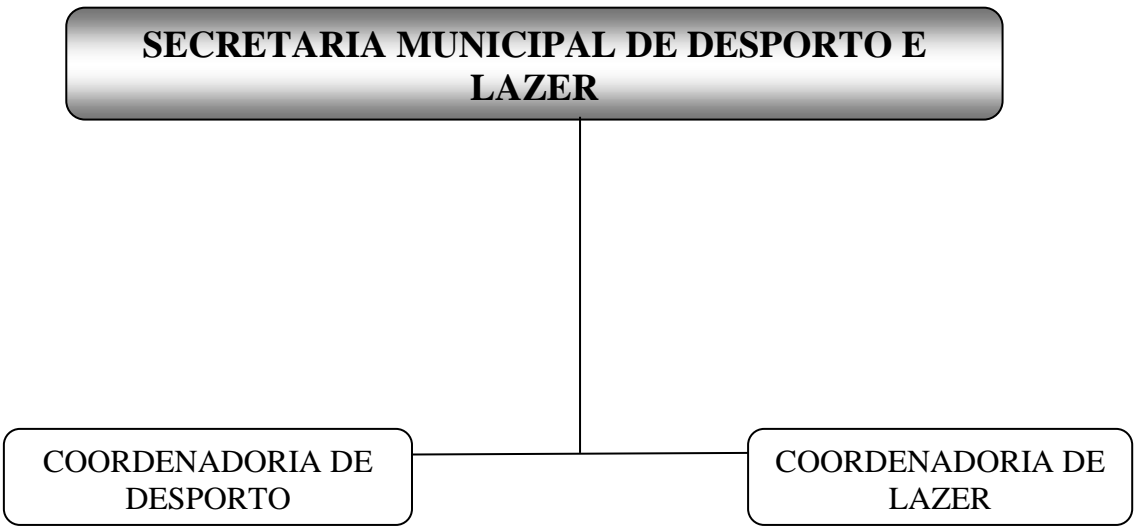 SECRETARIA MUNICIPAL DE DESPORTO E
LAZER
COORDENADORIA DE
DESPORTO
COORDENADORIA DE
LAZER